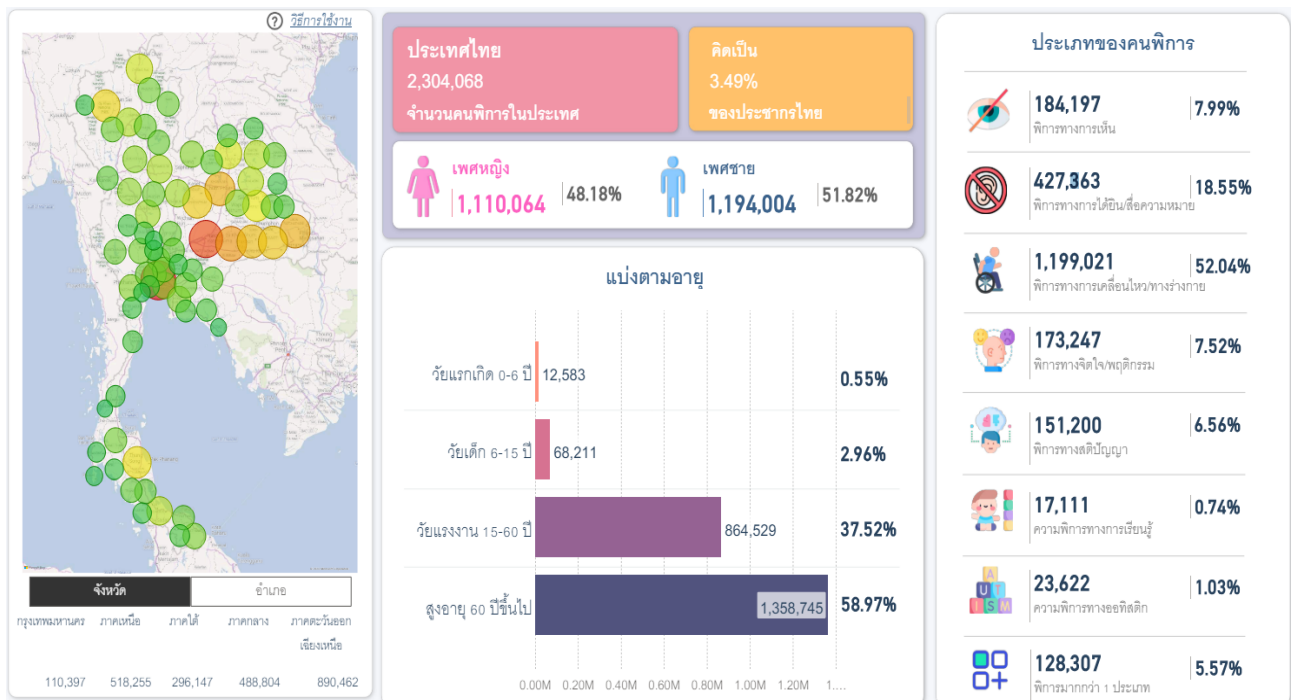 ? วิธีการใช้งาน
จังหวัด
อำเภอ
กรุงเทพมหานคร
ภาคเหนือ
ภาคใต้
ภาคกลาง
ภาคตะวันออก
เฉียงเหนือ
110,397
518,255
296,147
488,804
890,462
ประเทศไทย
2,304,068
จำนวนคนพิการในประเทศ
คิดเป็น
3.49%
ของประชากรไทย
เพศหญิง
1,110,064
48.18%
เพศชาย
1,194,004
51.82%
แบ่งตามอายุ
วัยแรกเกิด 0-6 ปี
12,583
0.55%
วัยเด็ก 6-15 ปี
68,211
2.96%
วัยแรงงาน 15-60 ปี
864,529
37.52%
สูงอายุ 60 ปีขึ้นไป
1,358,745
58.97%
0.00M 0.20M 0.40M 0.60M 0.80M 1.00M 1.20M 1....
ประเภทของคนพิการ
184,197
7.99%
พิการทางการเห็น
427,363
18.55%
พิการทางการได้ยิน/สื่อความหมาย
1,199,021
52.04%
พิการทางการเคลื่อนไหว/ทางร่างกาย
173,247
7.52%
พิการทางจิตใจ/พฤติกรรม
151,200
6.56%
พิการทางสติปัญญา
17,111
0.74%
ความพิการทางการเรียนรู้
A
UT
ISM
23,622
1.03%
ความพิการทางออทิสติก
128,307
5.57%
พิการมากกว่า 1 ประเภท